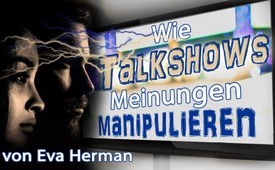 Wie
TALKSHOWS
Meinungen
MANIPULIEREN
von Eva Herman